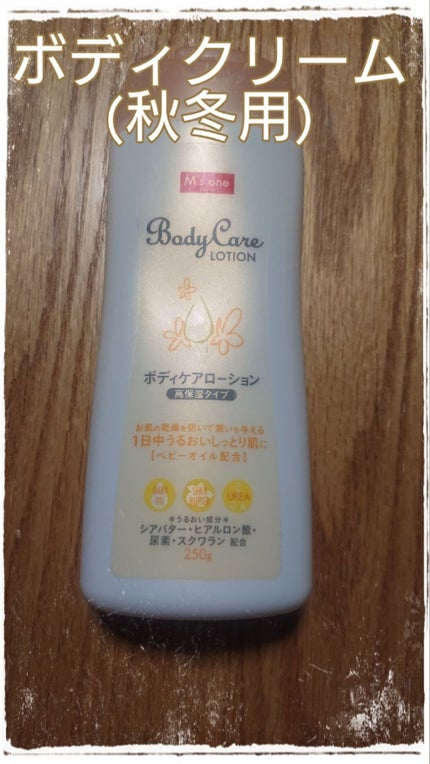 ボディクリーム
(秋冬用)
M's one
Body Care
LOTION
ボディケアローション
高保湿タイプ
お肌の乾燥を防いで潤いを与える
1日中うるおいしっとり肌に
【ベビーオイル配合】
BABY OIL SHEA BUTTER UREA
＊うるおい成分＊
シアバター・ヒアルロン酸・
尿素・スクワラン 配合
250g